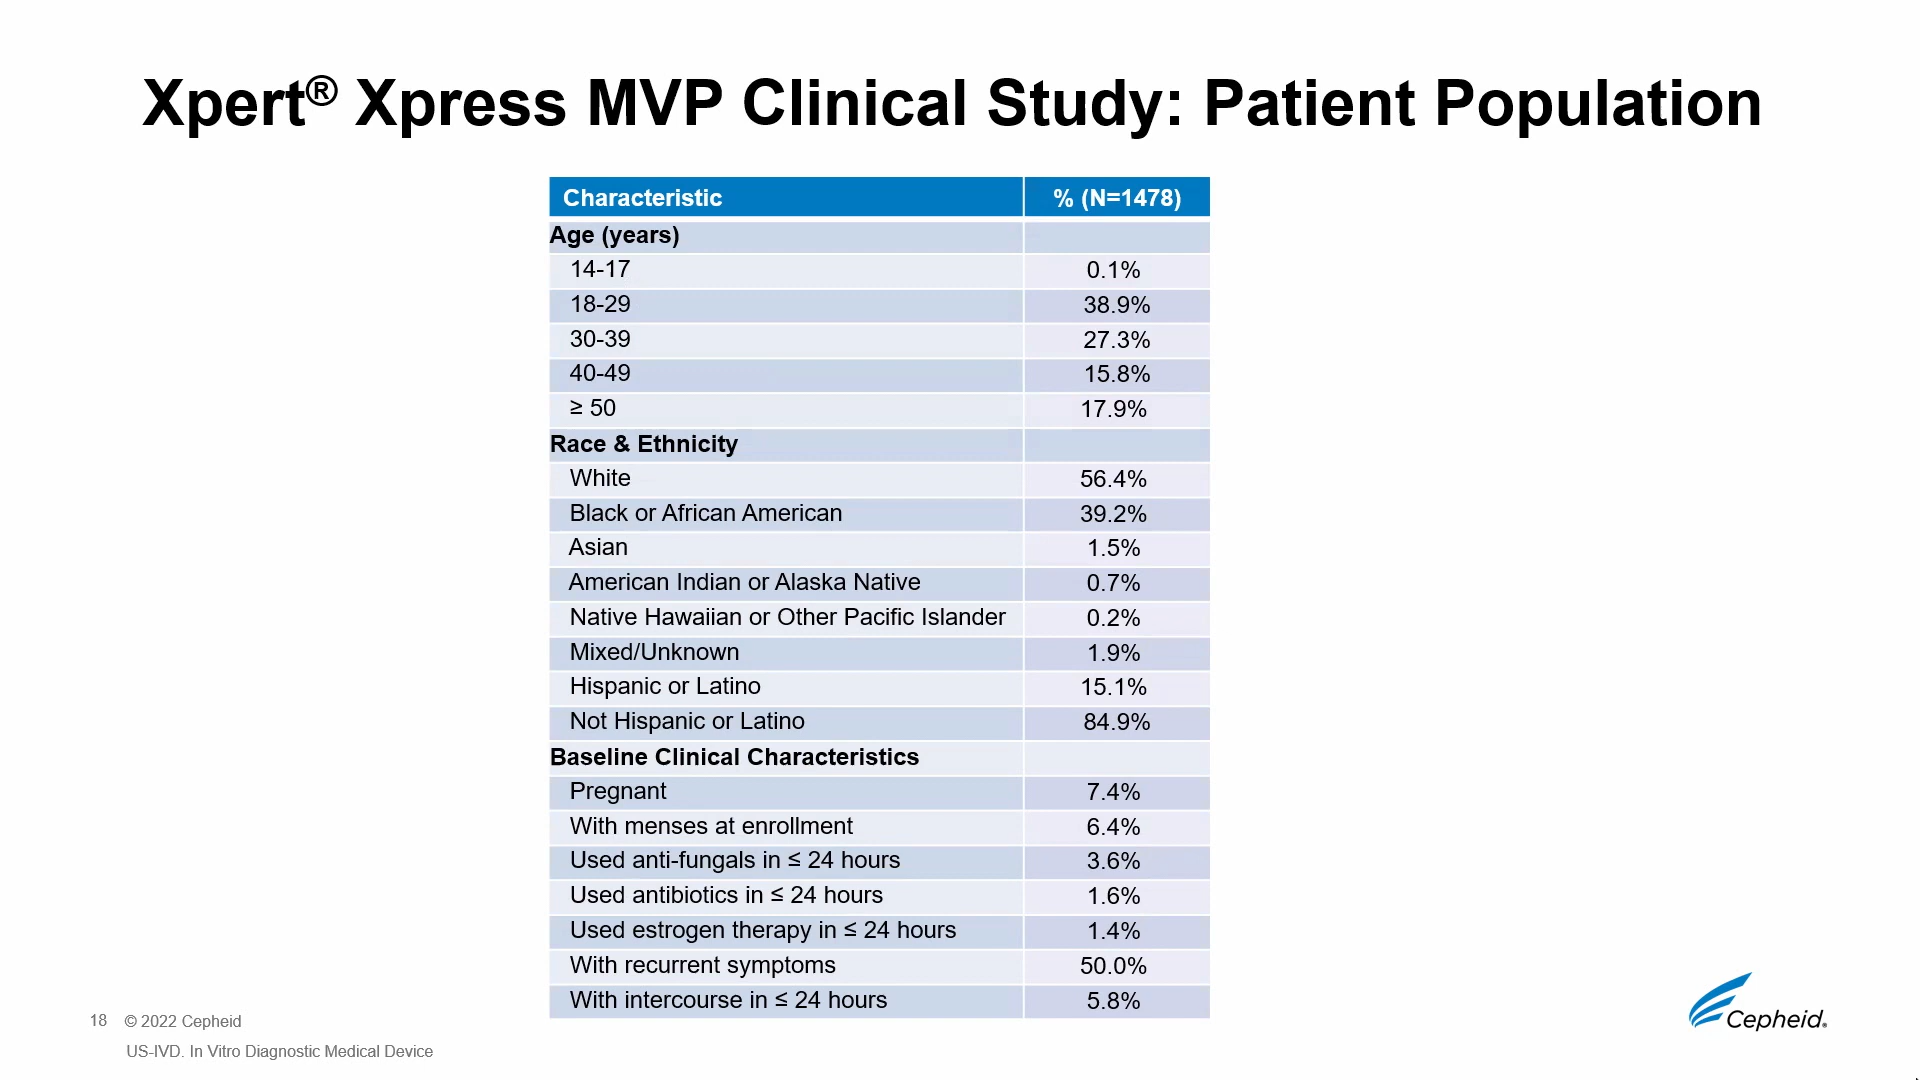 Xpert® Xpress MVP Clinical Study: Patient Population
Characteristic % (N=1478)
Age (years)
14-17 0.1%
18-29 38.9%
30-39 27.3%
40-49 15.8%
≥ 50 17.9%
Race & Ethnicity
White 56.4%
Black or African American 39.2%
Asian 1.5%
American Indian or Alaska Native 0.7%
Native Hawaiian or Other Pacific Islander 0.2%
Mixed/Unknown 1.9%
Hispanic or Latino 15.1%
Not Hispanic or Latino 84.9%
Baseline Clinical Characteristics
Pregnant 7.4%
With menses at enrollment 6.4%
Used anti-fungals in ≤ 24 hours 3.6%
Used antibiotics in ≤ 24 hours 1.6%
Used estrogen therapy in ≤ 24 hours 1.4%
With recurrent symptoms 50.0%
With intercourse in ≤ 24 hours 5.8%
18 © 2022 Cepheid
US-IVD. In Vitro Diagnostic Medical Device
Cepheid.